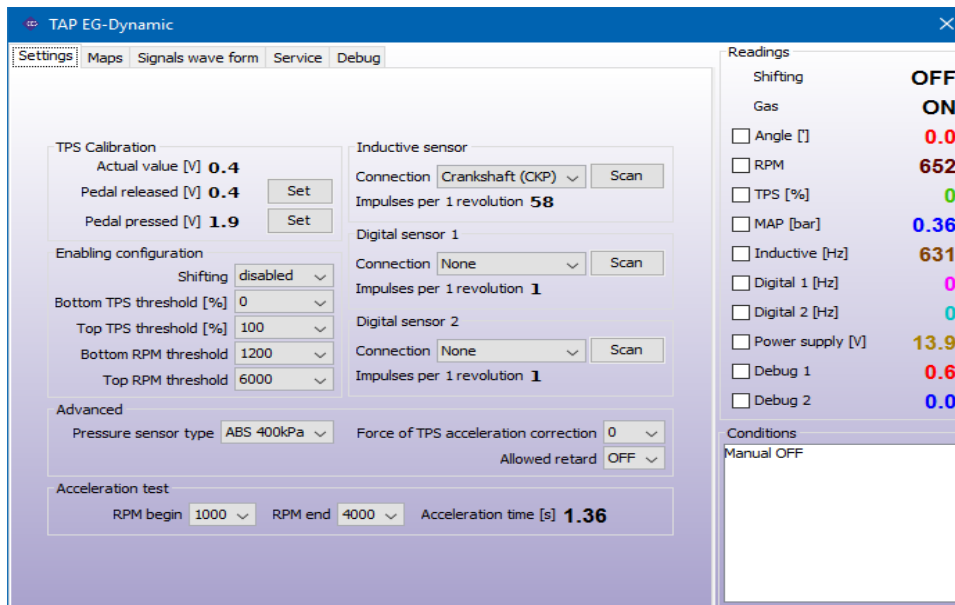 TAP EG-Dynamic
Settings Maps Signals wave form Service Debug
TPS Calibration
Actual value [V] 0.4
Pedal released [V] 0.4 Set
Pedal pressed [V] 1.9 Set
Enabling configuration
Shifting disabled
Bottom TPS threshold [%] 0
Top TPS threshold [%] 100
Bottom RPM threshold 1200
Top RPM threshold 6000
Inductive sensor
Connection Crankshaft (CKP) Scan
Impulses per 1 revolution 58
Digital sensor 1
Connection None Scan
Impulses per 1 revolution 1
Digital sensor 2
Connection None Scan
Impulses per 1 revolution 1
Advanced
Pressure sensor type ABS 400kPa Force of TPS acceleration correction 0
Allowed retard OFF
Acceleration test
RPM begin 1000 RPM end 4000 Acceleration time [s] 1.36
Readings
Shifting OFF
Gas ON
Angle ['] 0.0
RPM 652
TPS [%] 0
MAP [bar] 0.36
Inductive [Hz] 631
Digital 1 [Hz] 0
Digital 2 [Hz] 0
Power supply [V] 13.9
Debug 1 0.6
Debug 2 0.0
Conditions
Manual OFF